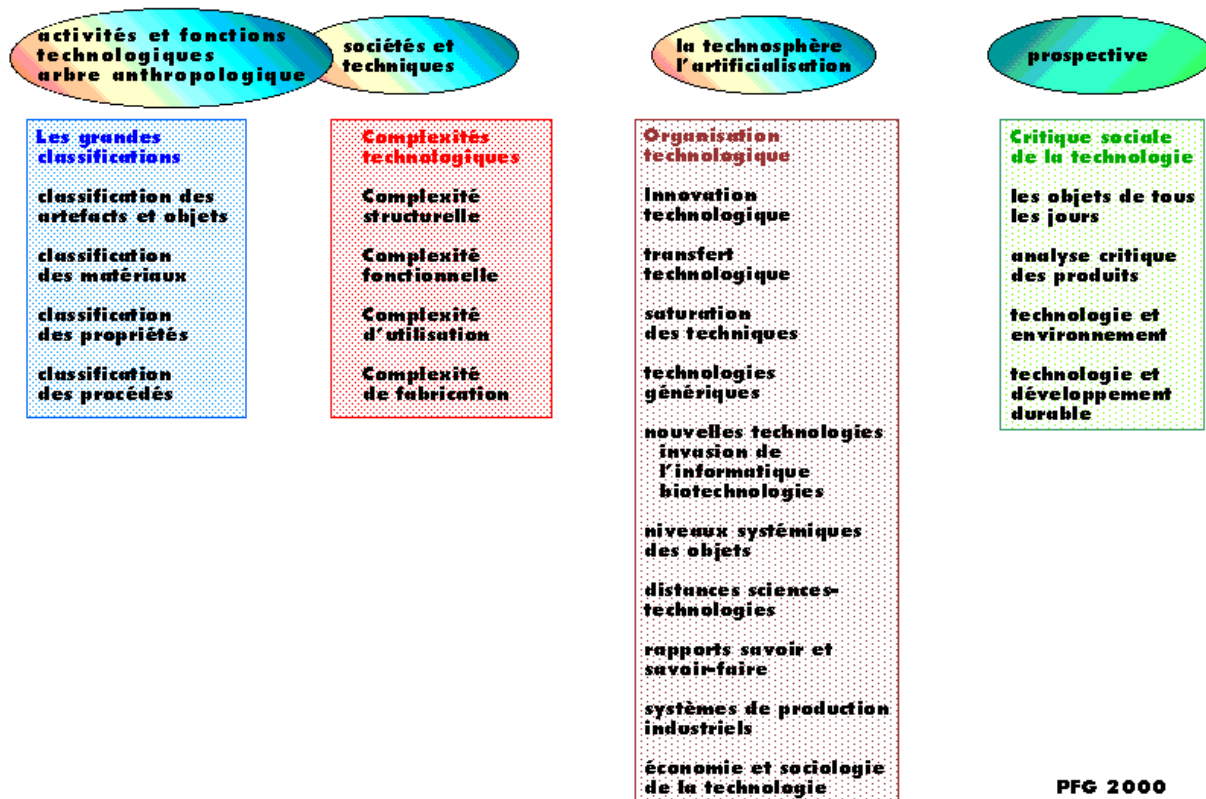 activités et fonctions
technologiques
arbre anthropologique
sociétés et
techniques
la technosphère
l'artificialisation
prospective
Les grandes
classifications
classification des
artefacts et objets
classification
des matériaux
classification
des propriétés
classification
des procédés
Complexités
technologiques
Complexité
structurelle
Complexité
fonctionnelle
Complexité
d'utilisation
Complexité
de fabrication
Organisation
technologique
Innovation
technologique
transfert
technologique
saturation
des techniques
technologies
génériques
nouvelles technologies
invasion de
l'informatique
biotechnologies
niveaux systémiques
des objets
distances sciences-
technologies
rapports savoir et
savoir-faire
systèmes de production
industriels
économie et sociologie
de la technologie
Critique sociale
de la technologie
les objets de tous
les jours
analyse critique
des produits
technologie et
environnement
technologie et
développement
durable
PFG 2000